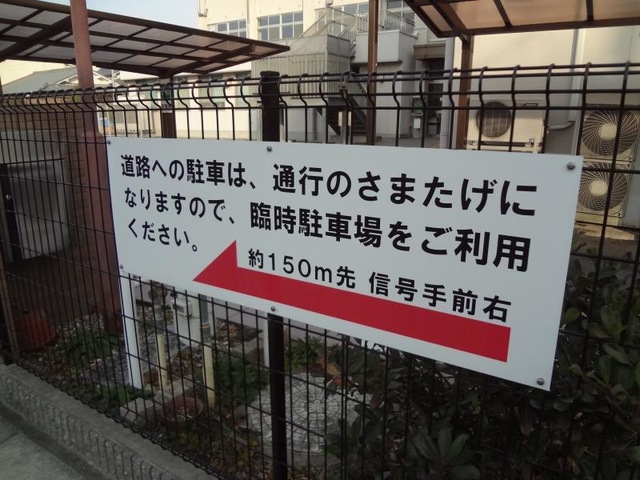 道路への駐車は、通行のさまたげに
なりますので、臨時駐車場をご利用
ください。
約150m先 信号手前右